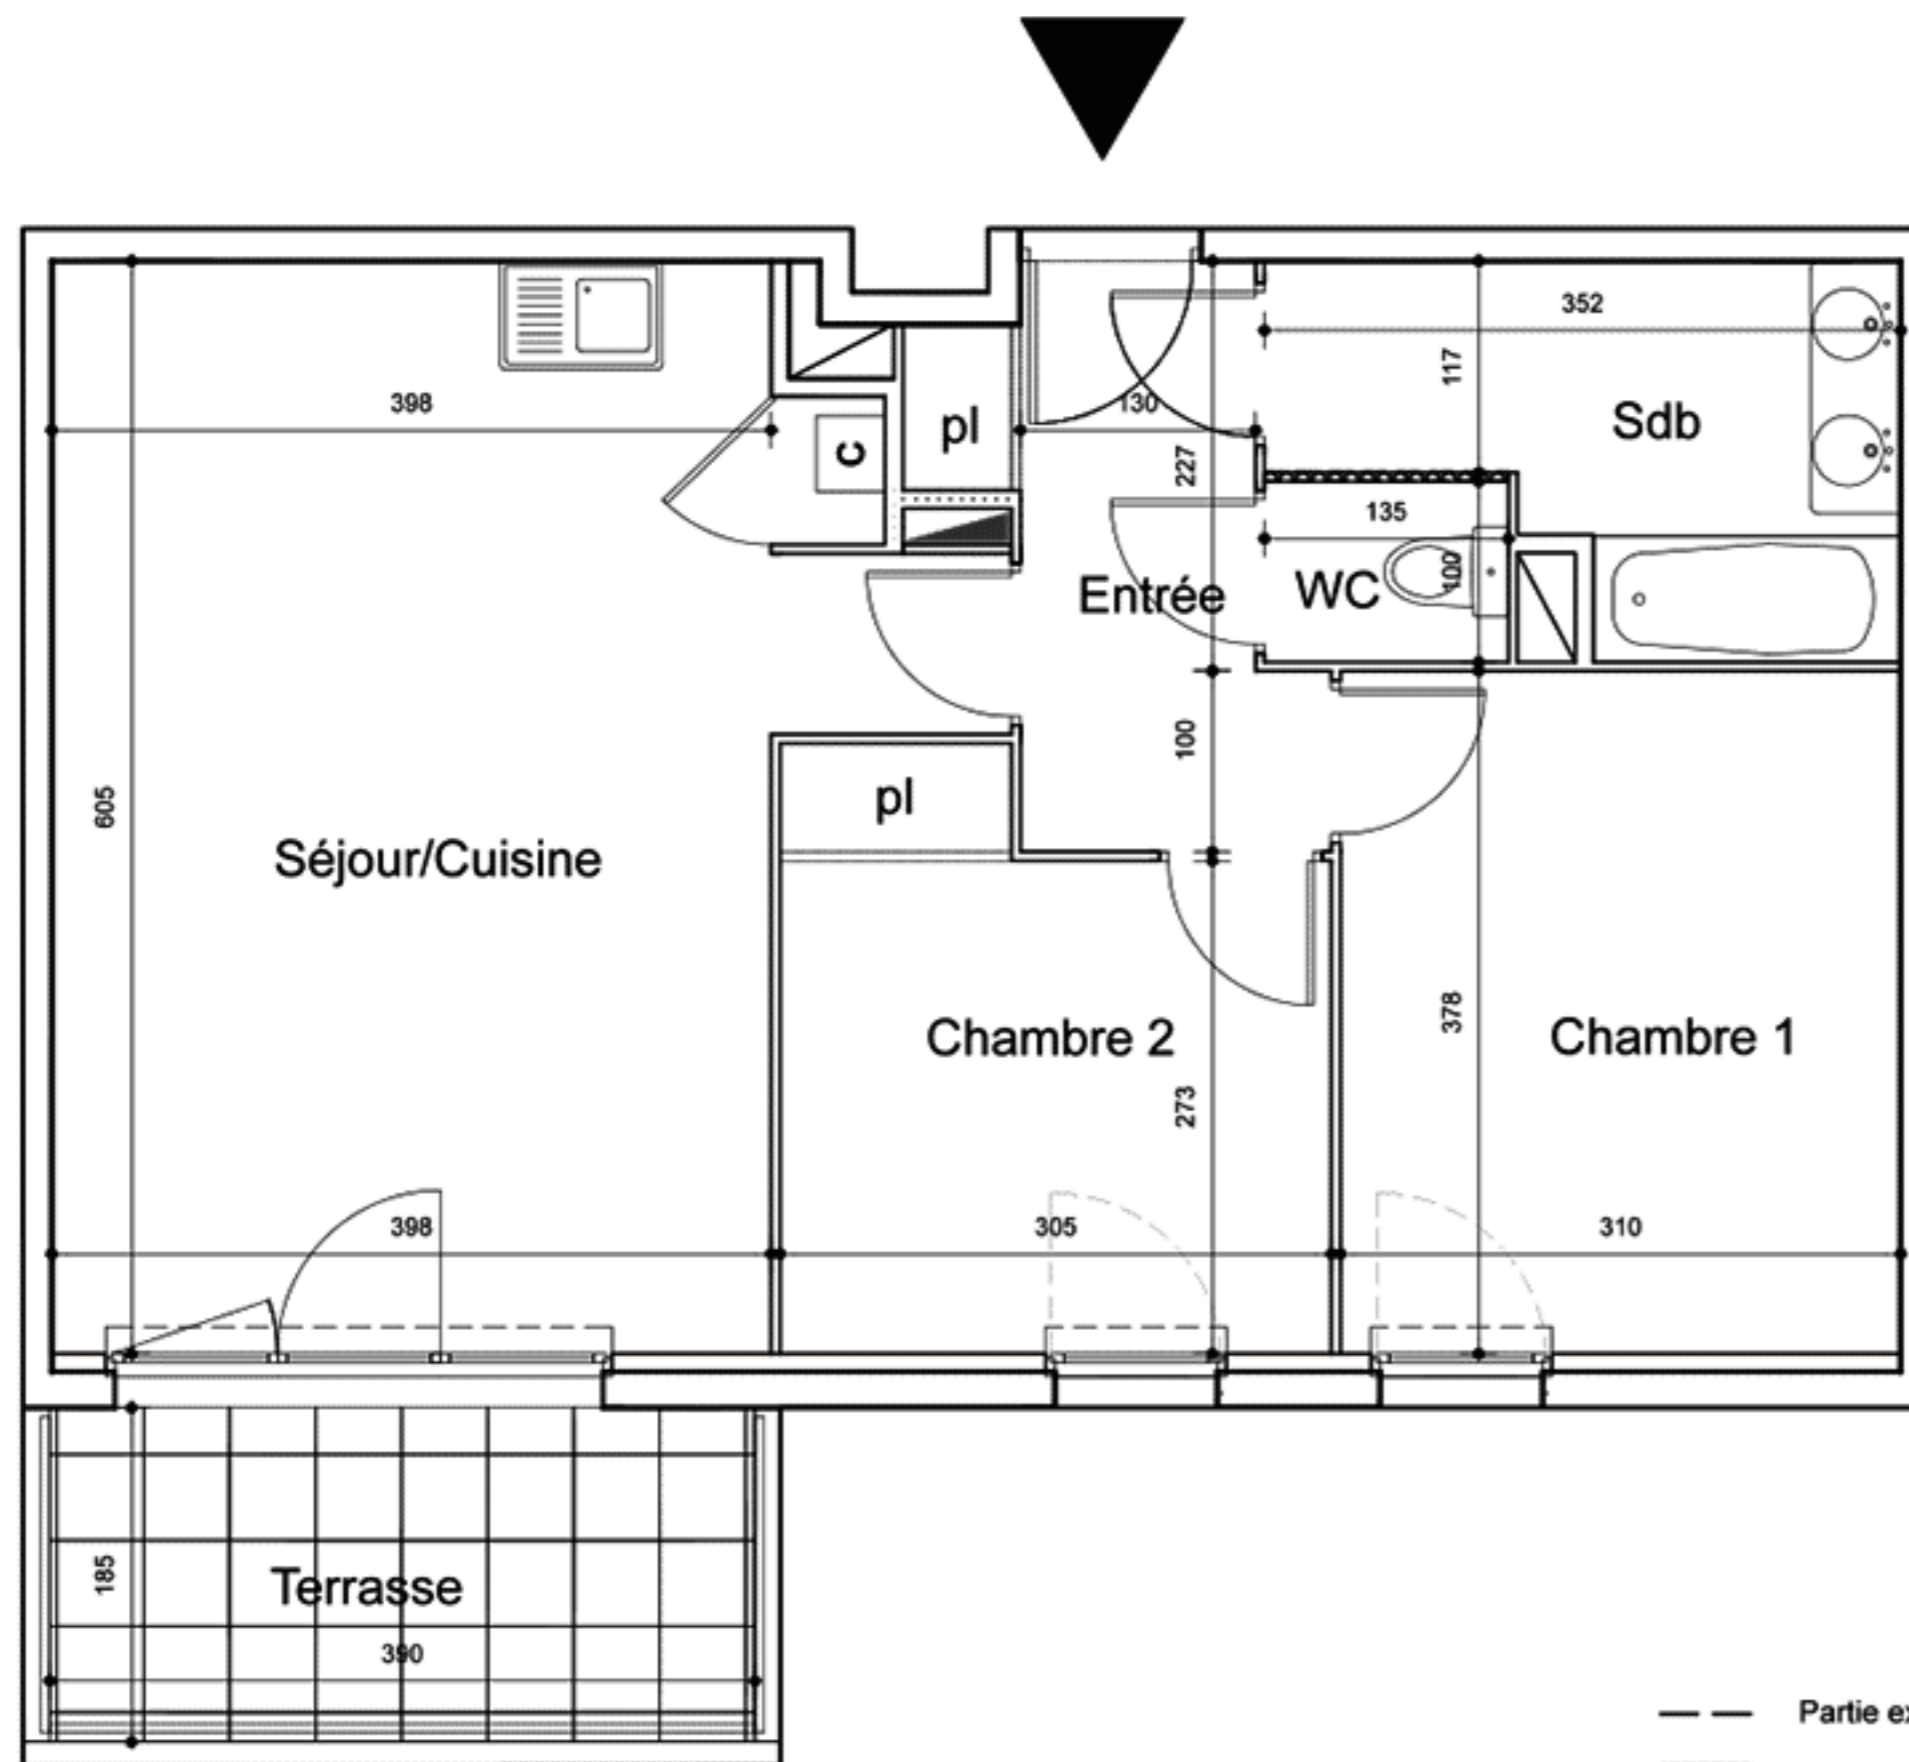 352
117
398
130
Sdb
pl
c
227
135
100
WC
Entrée
100
605
pl
Séjour/Cuisine
378
Chambre 2
Chambre 1
273
398
305
310
185
Terrasse
390
Partie ex